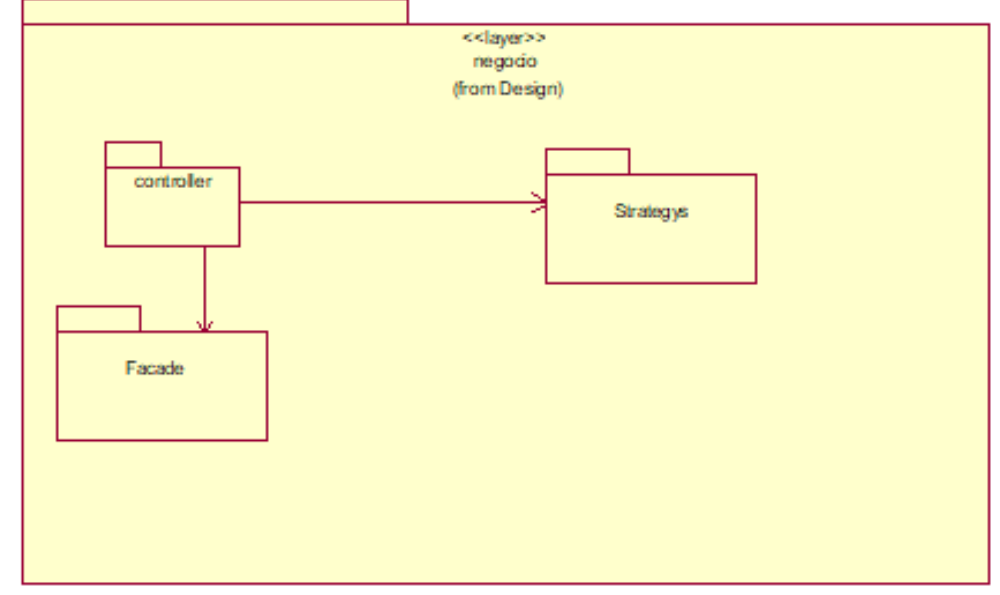 <<layer>>
negocio
(from Design)
controller
Strategys
Facade